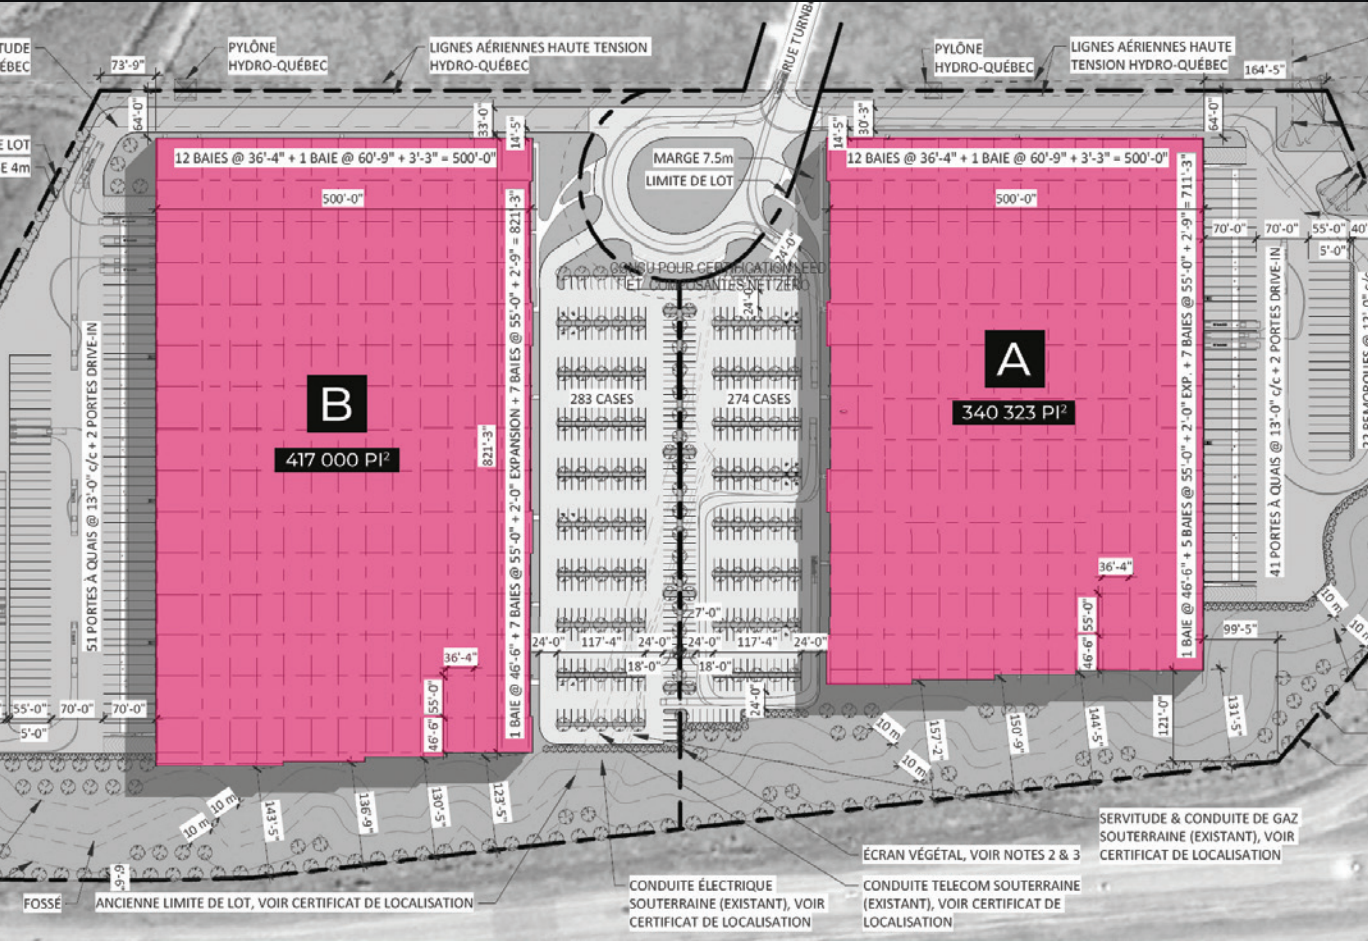 TUDE
ÉBEC
73'-9"
PYLÔNE
HYDRO-QUÉBEC
LIGNES AÉRIENNES HAUTE TENSION
HYDRO-QUÉBEC
RUE TURNB
PYLÔNE
HYDRO-QUÉBEC
LIGNES AÉRIENNES HAUTE
TENSION HYDRO-QUÉBEC
164'-5"
64'-0"
33'-0"
14'-5"
14'-5"
30'-3"
64'-0"
E LOT
E 4m
12 BAIES @ 36'-4" + 1 BAIE @ 60'-9" + 3'-3" = 500'-0"
MARGE 7.5m
LIMITE DE LOT
12 BAIES @ 36'-4" + 1 BAIE @ 60'-9" + 3'-3" = 500'-0"
500'-0"
500'-0"
70'-0"
70'-0"
55'-0"
40'
5'-0"
24'-0"
CONÇU POUR CERTIFICATION LEED
ET COMPOSANTES NET ZÉRO
24'-0"
B
417 000 PI²
A
340 323 PI²
283 CASES
274 CASES
51 PORTES À QUAIS @ 13'-0" c/c + 2 PORTES DRIVE-IN
821'-3"
1 BAIE @ 46'-6" + 7 BAIES @ 55'-0" + 2'-0" EXPANSION + 7 BAIES @ 55'-0" + 2'-9" = 821'-3"
1 BAIE @ 46'-6" + 5 BAIES @ 55'-0" + 2'-0" EXP. + 7 BAIES @ 55'-0" + 2'-9" = 711'-3"
41 PORTES À QUAIS @ 13'-0" c/c + 2 PORTES DRIVE-IN
36'-4"
55'-0"
46'-6"
10 m
10
99'-5"
27'-0"
24'-0"
117'-4"
24'-0"
24'-0"
117'-4"
24'-0"
18'-0"
18'-0"
24'-0"
36'-4"
55'-0"
46'-6"
55'-0"
70'-0"
70'-0"
5'-0"
10 m
10 m
157'-2"
150'-9"
144'-5"
121'-0"
131'-5"
10 m
10 m
143'-5"
136'-9"
130'-5"
123'-5"
SERVITUDE & CONDUITE DE GAZ
SOUTERRAINE (EXISTANT), VOIR
CERTIFICAT DE LOCALISATION
ÉCRAN VÉGÉTAL, VOIR NOTES 2 & 3
FOSSÉ
ANCIENNE LIMITE DE LOT, VOIR CERTIFICAT DE LOCALISATION
CONDUITE ÉLECTRIQUE
SOUTERRAINE (EXISTANT), VOIR
CERTIFICAT DE LOCALISATION
CONDUITE TELECOM SOUTERRAINE
(EXISTANT), VOIR CERTIFICAT DE
LOCALISATION